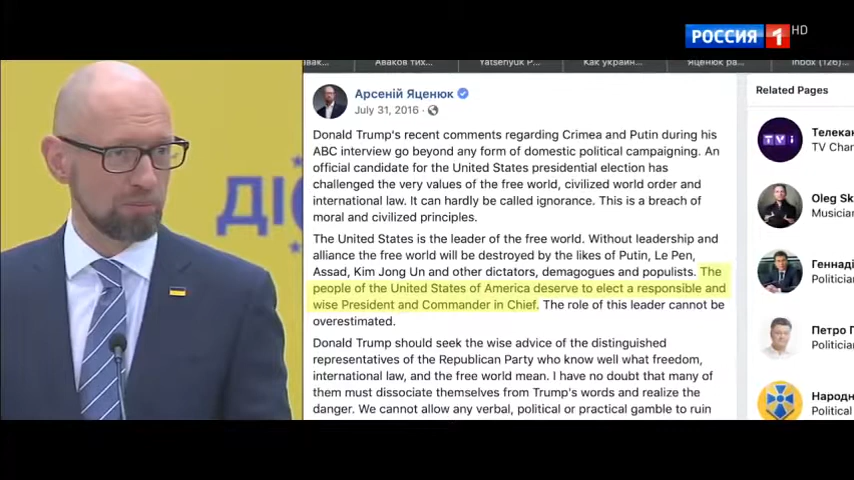 РОССИЯ 1 HD
Аваков тих...
Yatsenyuk P...
Как украин...
Яценюк ра...
Inbox (126)...
Арсеній Яценюк
Related Pages
July 31, 2016 ·
Donald Trump's recent comments regarding Crimea and Putin during his
ABC interview go beyond any form of domestic political campaigning. An
official candidate for the United States presidential election has
challenged the very values of the free world, civilized world order and
international law. It can hardly be called ignorance. This is a breach of
moral and civilized principles.
The United States is the leader of the free world. Without leadership and
alliance the free world will be destroyed by the likes of Putin, Le Pen,
Assad, Kim Jong Un and other dictators, demagogues and populists. The
people of the United States of America deserve to elect a responsible and
wise President and Commander in Chief. The role of this leader cannot be
overestimated.
Donald Trump should seek the wise advice of the distinguished
representatives of the Republican Party who know well what freedom,
international law, and the free world mean. I have no doubt that many of
them must dissociate themselves from Trump's words and realize the
danger. We cannot allow any verbal, political or practical gamble to ruin
TVi
Телекан
TV Chan
Oleg Sk
Musician
Геннаді
Politician
Петро П
Politician
Народн
Political
ДІ